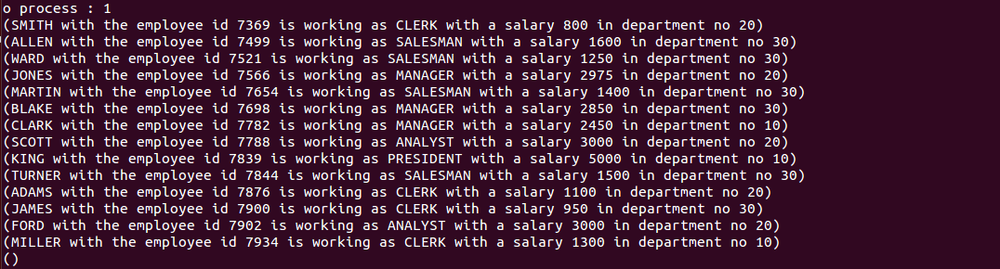 o process : 1
(SMITH with the employee id 7369 is working as CLERK with a salary 800 in department no 20)
(ALLEN with the employee id 7499 is working as SALESMAN with a salary 1600 in department no 30)
(WARD with the employee id 7521 is working as SALESMAN with a salary 1250 in department no 30)
(JONES with the employee id 7566 is working as MANAGER with a salary 2975 in department no 20)
(MARTIN with the employee id 7654 is working as SALESMAN with a salary 1400 in department no 30)
(BLAKE with the employee id 7698 is working as MANAGER with a salary 2850 in department no 30)
(CLARK with the employee id 7782 is working as MANAGER with a salary 2450 in department no 10)
(SCOTT with the employee id 7788 is working as ANALYST with a salary 3000 in department no 20)
(KING with the employee id 7839 is working as PRESIDENT with a salary 5000 in department no 10)
(TURNER with the employee id 7844 is working as SALESMAN with a salary 1500 in department no 30)
(ADAMS with the employee id 7876 is working as CLERK with a salary 1100 in department no 20)
(JAMES with the employee id 7900 is working as CLERK with a salary 950 in department no 30)
(FORD with the employee id 7902 is working as ANALYST with a salary 3000 in department no 20)
(MILLER with the employee id 7934 is working as CLERK with a salary 1300 in department no 10)
()